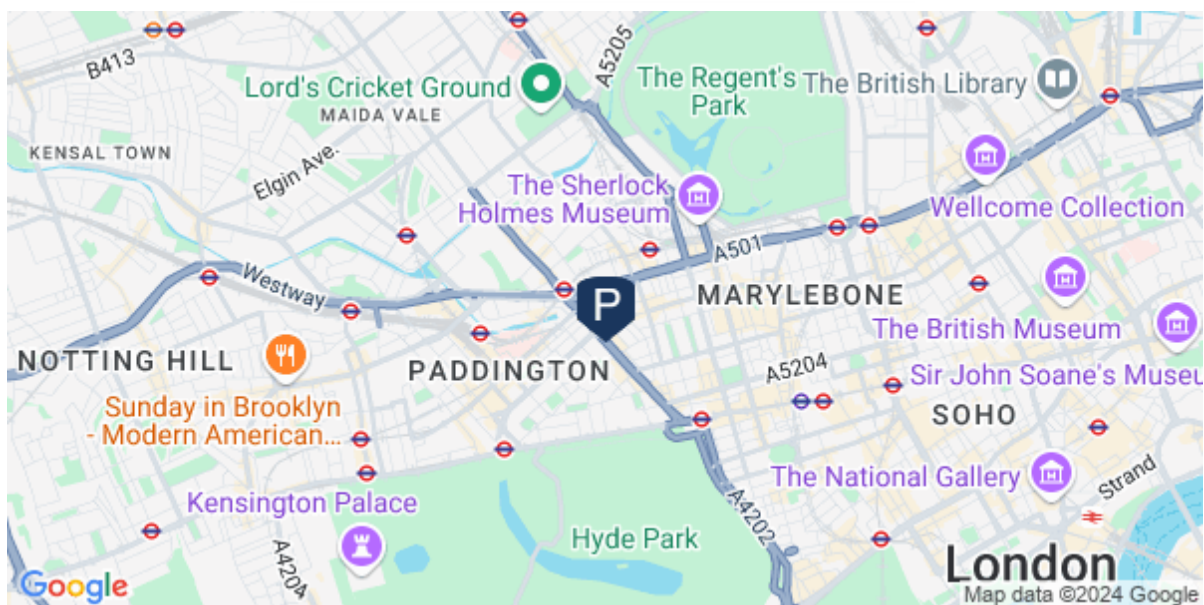 B413
A5205
Lord's Cricket Ground
MAIDA VALE
The Regent's
Park
The British Library
KENSAL TOWN
Elgin Ave.
The Sherlock
Holmes Museum
Wellcome Collection
A501
Westway
P
MARYLEBONE
The British Museum
NOTTING HILL
PADDINGTON
A5204
Sir John Soane's Museu
SOHO
Sunday in Brooklyn
- Modern American...
The National Gallery
Strand
Kensington Palace
A4202
Hyde Park
A4204
London
Google
Map data ©2024 Google